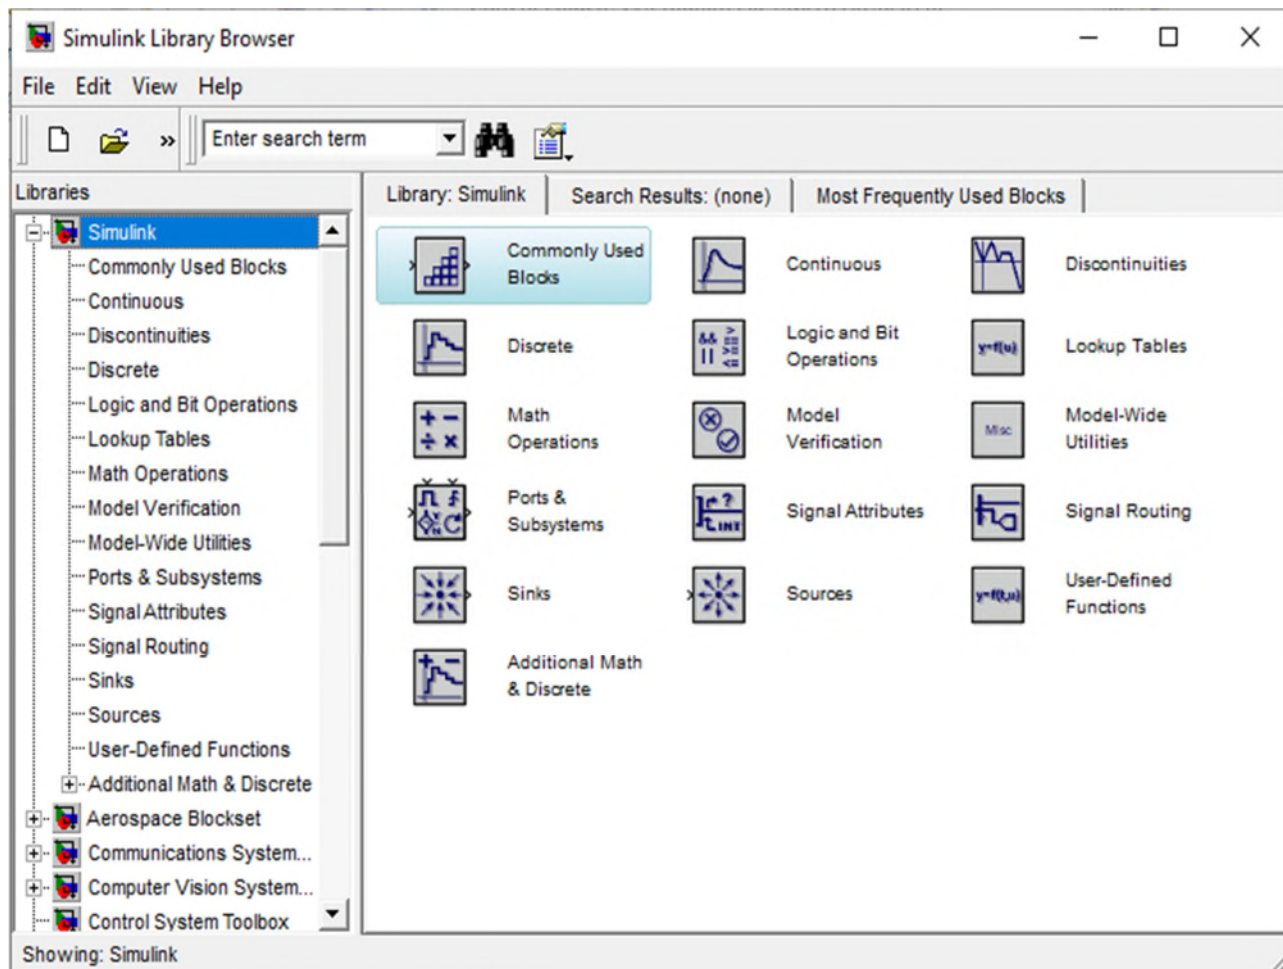 Simulink Library Browser
File Edit View Help
» Enter search term
Libraries
Simulink
Commonly Used Blocks
Continuous
Discontinuities
Discrete
Logic and Bit Operations
Lookup Tables
Math Operations
Model Verification
Model-Wide Utilities
Ports & Subsystems
Signal Attributes
Signal Routing
Sinks
Sources
User-Defined Functions
Additional Math & Discrete
Aerospace Blockset
Communications System...
Computer Vision System...
Control System Toolbox
Library: Simulink Search Results: (none) Most Frequently Used Blocks
Commonly Used
Blocks
Continuous
Discontinuities
Discrete
&& >
|| >=
<=
Logic and Bit
Operations
y=f(u)
Lookup Tables
+ -
÷ ×
Math
Operations
Model
Verification
Misc
Model-Wide
Utilities
Ports &
Subsystems
?
INT
Signal Attributes
Signal Routing
Sinks
Sources
y=f(t,u)
User-Defined
Functions
+ -
Additional Math
& Discrete
Showing: Simulink